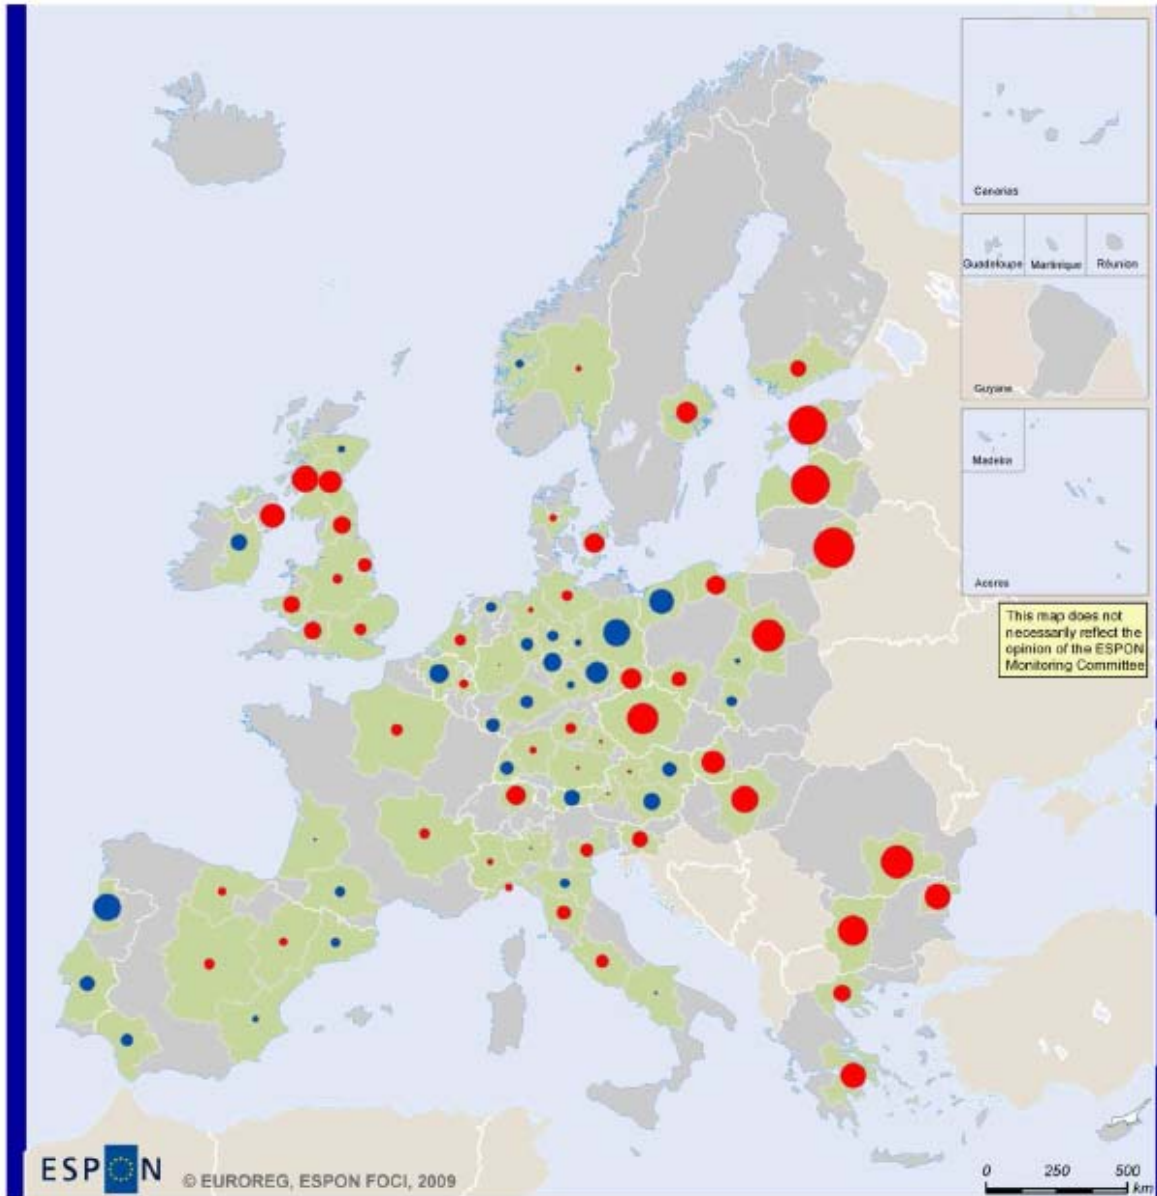 Canarias
Guadeloupe Martinique Réunion
Guyane
Madeira
Acores
This map does not
necessarily reflect the
opinion of the ESPON
Monitoring Committee
ESPON
© EUROREG, ESPON FOCI, 2009
0 250 500
km